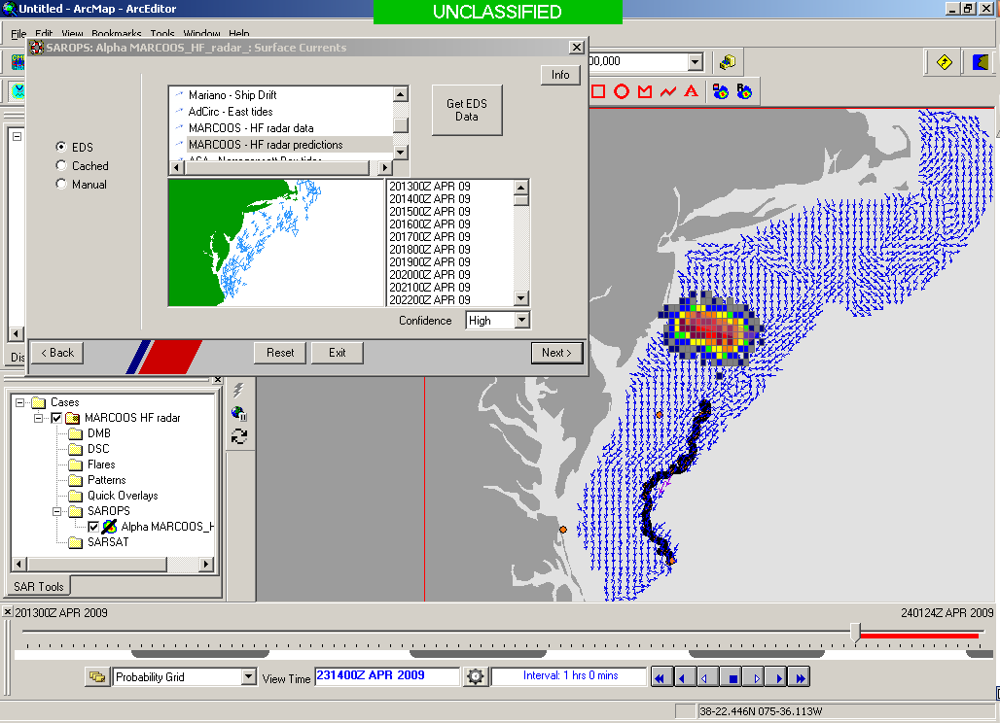 Untitled - ArcMap - ArcEditor
UNCLASSIFIED
File Edit View Bookmarks Tools Window Help
SAROPS: Alpha MARCOOS_HF_radar_: Surface Currents
00,000
Info
Mariano - Ship Drift
AdCirc - East tides
MARCOOS - HF radar data
MARCOOS - HF radar predictions
Get EDS
Data
EDS
Cached
Manual
201300Z APR 09
201400Z APR 09
201500Z APR 09
201600Z APR 09
201700Z APR 09
201800Z APR 09
201900Z APR 09
202000Z APR 09
202100Z APR 09
202200Z APR 09
Confidence High
< Back Reset Exit Next >
Dis
Cases
MARCOOS HF radar
DMB
DSC
Flares
Patterns
Quick Overlays
SAROPS
Alpha MARCOOS_H
SARSAT
SAR Tools
201300Z APR 2009 240124Z APR 2009
Probability Grid View Time 231400Z APR 2009 Interval: 1 hrs 0 mins
38-22.446N 075-36.113W